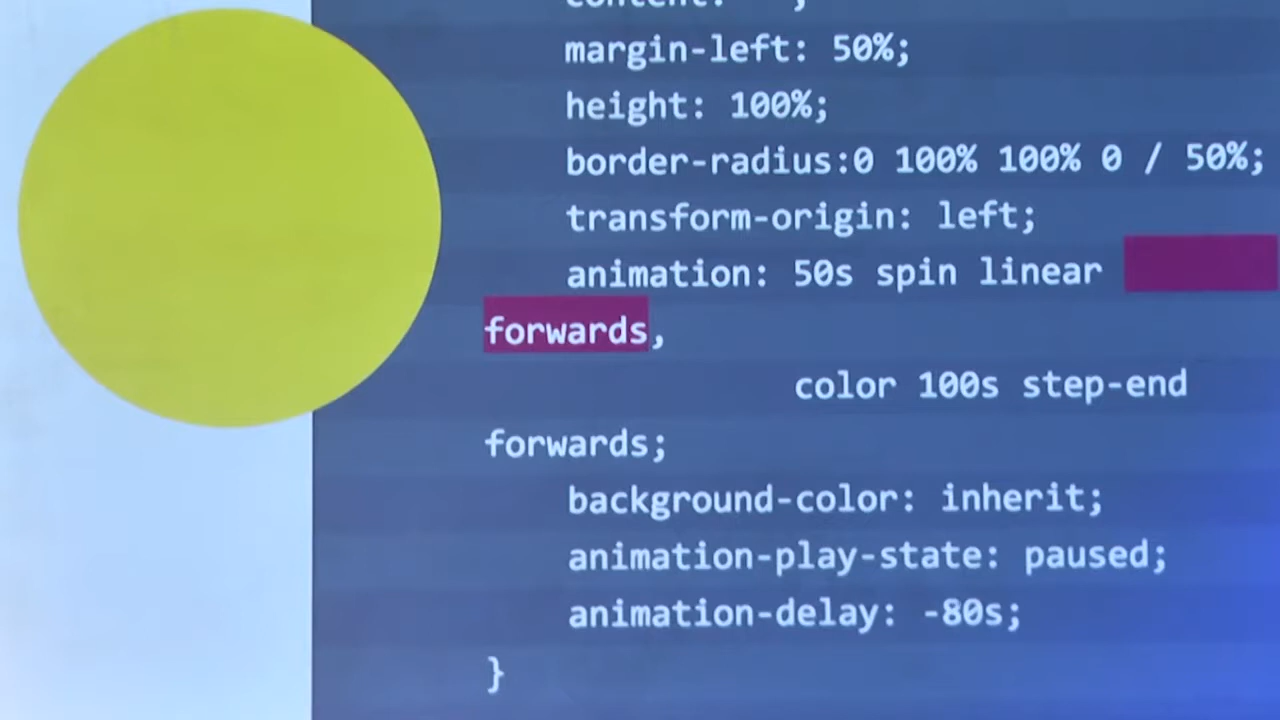 margin-left: 50%;
height: 100%;
border-radius:0 100% 100% 0 / 50%;
transform-origin: left;
animation: 50s spin linear
forwards,
color 100s step-end
forwards;
background-color: inherit;
animation-play-state: paused;
animation-delay: -80s;
}